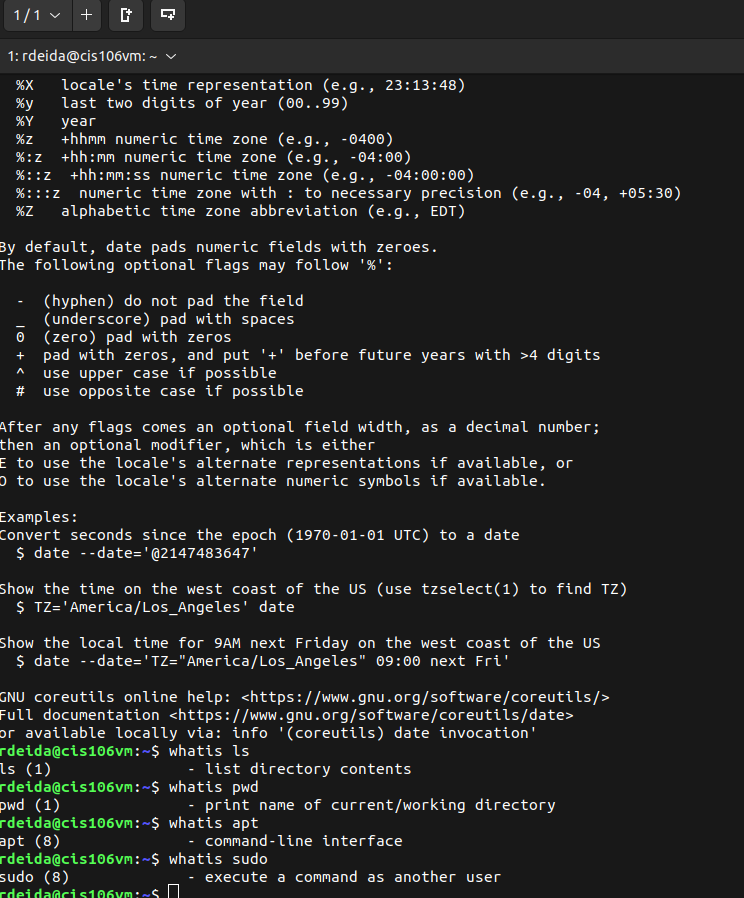 1 / 1
1: rdeida@cis106vm: ~
%X   locale's time representation (e.g., 23:13:48)
%y   last two digits of year (00..99)
%Y   year
%z   +hhmm numeric time zone (e.g., -0400)
%:z  +hh:mm numeric time zone (e.g., -04:00)
%::z  +hh:mm:ss numeric time zone (e.g., -04:00:00)
%:::z  numeric time zone with : to necessary precision (e.g., -04, +05:30)
%Z   alphabetic time zone abbreviation (e.g., EDT)
By default, date pads numeric fields with zeroes.
The following optional flags may follow '%':
-  (hyphen) do not pad the field
_  (underscore) pad with spaces
0  (zero) pad with zeros
+  pad with zeros, and put '+' before future years with >4 digits
^  use upper case if possible
#  use opposite case if possible
After any flags comes an optional field width, as a decimal number;
then an optional modifier, which is either
E to use the locale's alternate representations if available, or
O to use the locale's alternate numeric symbols if available.
Examples:
Convert seconds since the epoch (1970-01-01 UTC) to a date
$ date --date='@2147483647'
Show the time on the west coast of the US (use tzselect(1) to find TZ)
$ TZ='America/Los_Angeles' date
Show the local time for 9AM next Friday on the west coast of the US
$ date --date='TZ="America/Los_Angeles" 09:00 next Fri'
GNU coreutils online help: <https://www.gnu.org/software/coreutils/>
Full documentation <https://www.gnu.org/software/coreutils/date>
or available locally via: info '(coreutils) date invocation'
rdeida@cis106vm:~$ whatis ls
ls (1)               - list directory contents
rdeida@cis106vm:~$ whatis pwd
pwd (1)              - print name of current/working directory
rdeida@cis106vm:~$ whatis apt
apt (8)              - command-line interface
rdeida@cis106vm:~$ whatis sudo
sudo (8)             - execute a command as another user
rdeida@cis106vm:~$